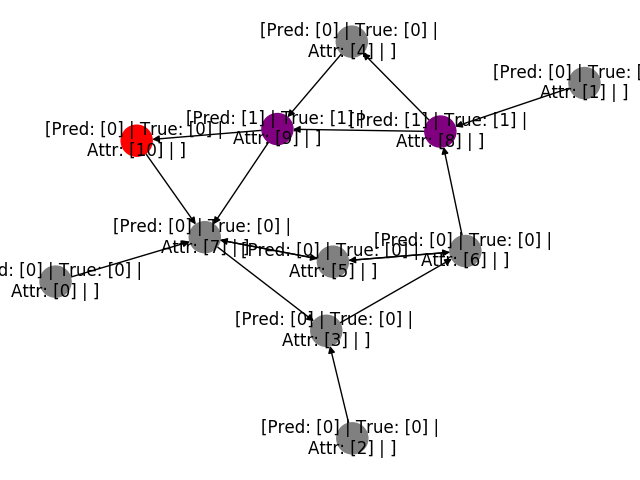 [Pred: [0] | True: [0] |
Attr: [4] | ]
[Pred: [0] | True: [
Attr: [1] | ]
[Pred: [1] | True: [1] |
Attr: [9] | ]
[Pred: [1] | True: [1] |
Attr: [8] | ]
[Pred: [0] | True: [0] |
Attr: [10] | ]
[Pred: [0] | True: [0] |
Attr: [7] | ]
[Pred: [0] | True: [0] |
Attr: [5] | ]
[Pred: [0] | True: [0] |
Attr: [6] | ]
d: [0] | True: [0] |
Attr: [0] | ]
[Pred: [0] | True: [0] |
Attr: [3] | ]
[Pred: [0] | True: [0] |
Attr: [2] | ]